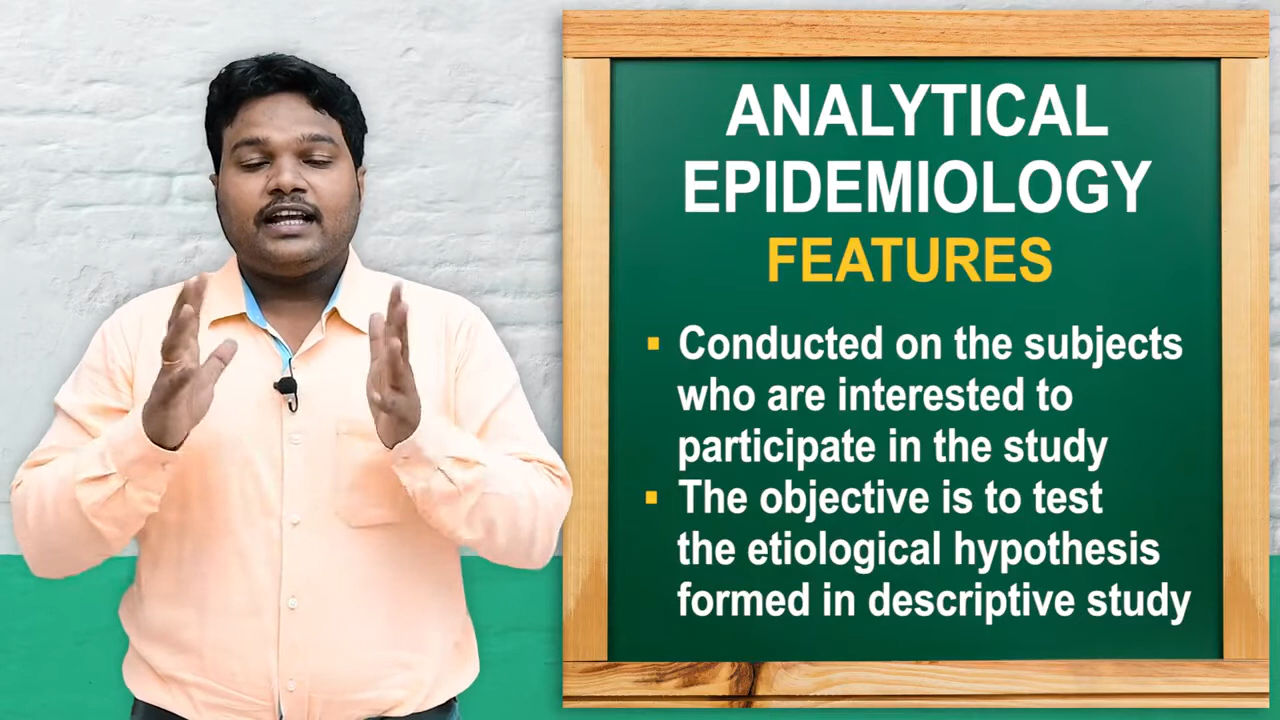 ANALYTICAL
EPIDEMIOLOGY
FEATURES
▪ Conducted on the subjects
who are interested to
participate in the study
▪ The objective is to test
the etiological hypothesis
formed in descriptive study